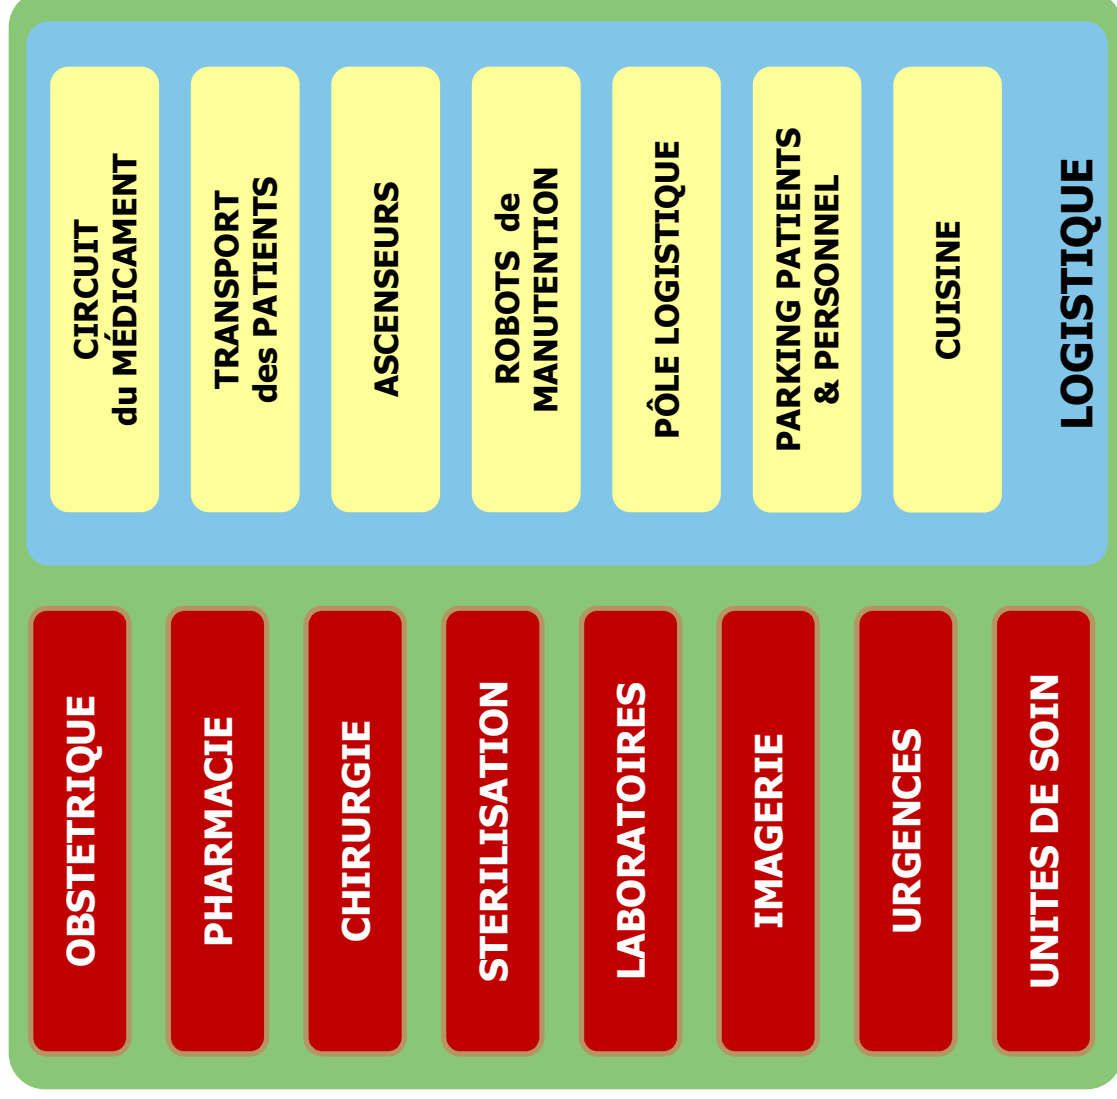 OBSTETRIQUE
PHARMACIE
CHIRURGIE
STERILISATION
LABORATOIRES
IMAGERIE
URGENCES
UNITES DE SOIN
CIRCUIT
du MÉDICAMENT
TRANSPORT
des PATIENTS
ASCENSEURS
ROBOTS de
MANUTENTION
PÔLE LOGISTIQUE
PARKING PATIENTS
& PERSONNEL
CUISINE
LOGISTIQUE